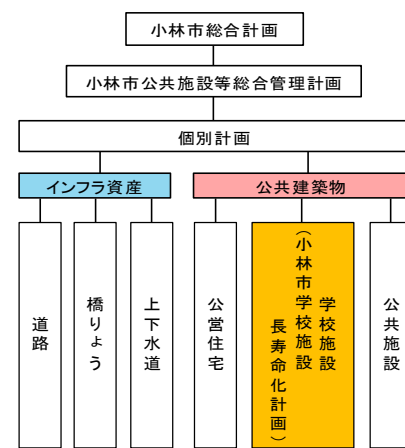 小林市総合計画
小林市公共施設等総合管理計画
個別計画
インフラ資産
公共建築物
道路
橋りょう
上下水道
公営住宅
学校施設
（小林市学校施設
長寿命化計画）
公共施設